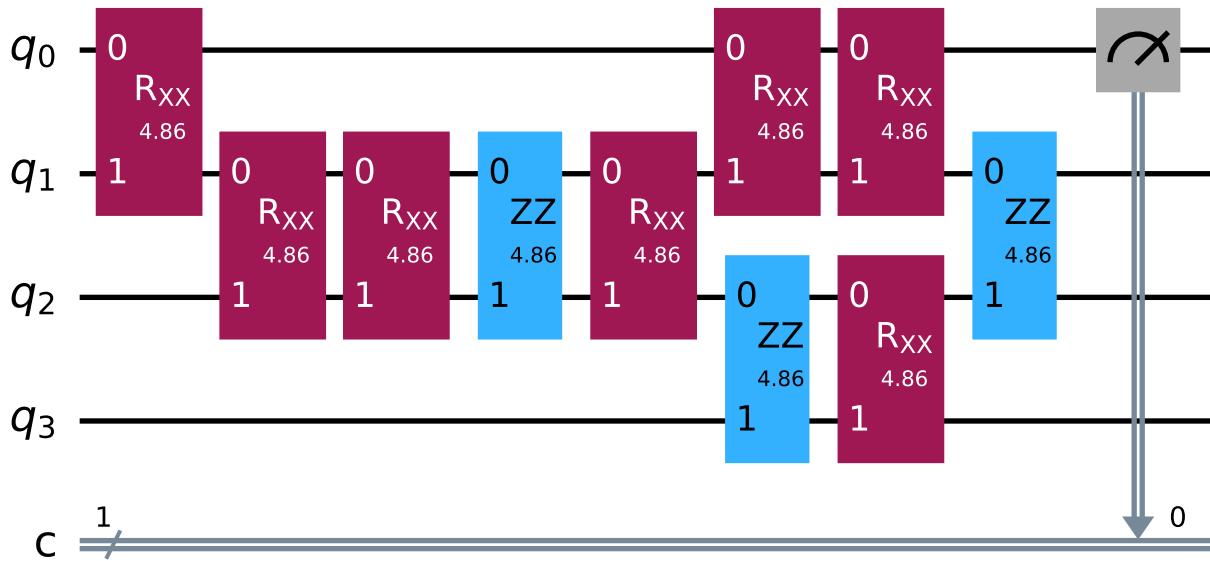 q0 0 0 0
RXX RXX RXX
4.86 4.86 4.86
q1 1 0 0 0 0 1 1 0
RXX RXX ZZ RXX ZZ
4.86 4.86 4.86 4.86 4.86
q2 1 1 1 1 0 0 1
ZZ RXX
4.86 4.86
q3 1 1
1 0
c